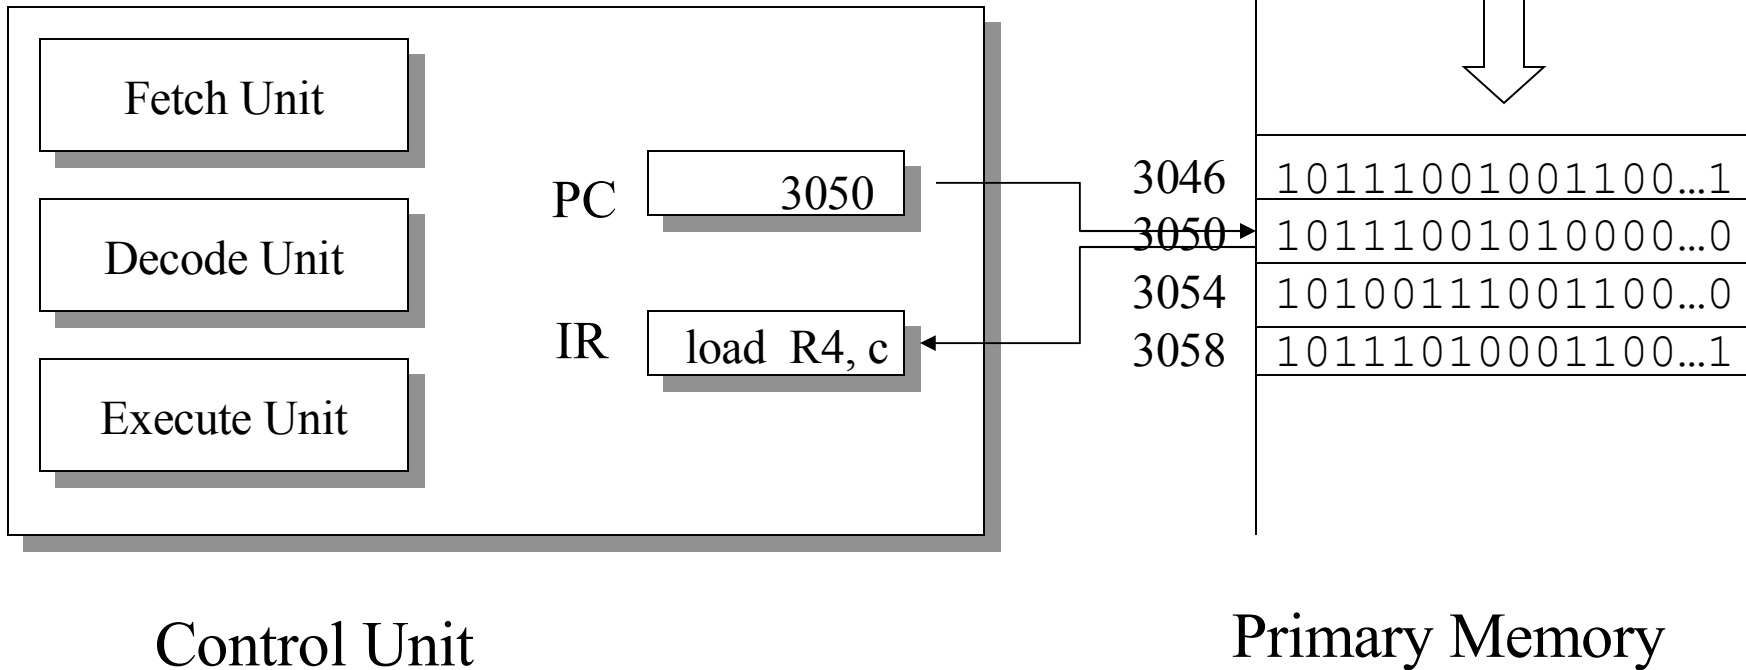 Fetch Unit
Decode Unit
Execute Unit
PC
3050
IR
load R4, c
Control Unit
3046 10111001001100…1
3050 10111001010000…0
3054 10100111001100…0
3058 10111010001100…1
Primary Memory